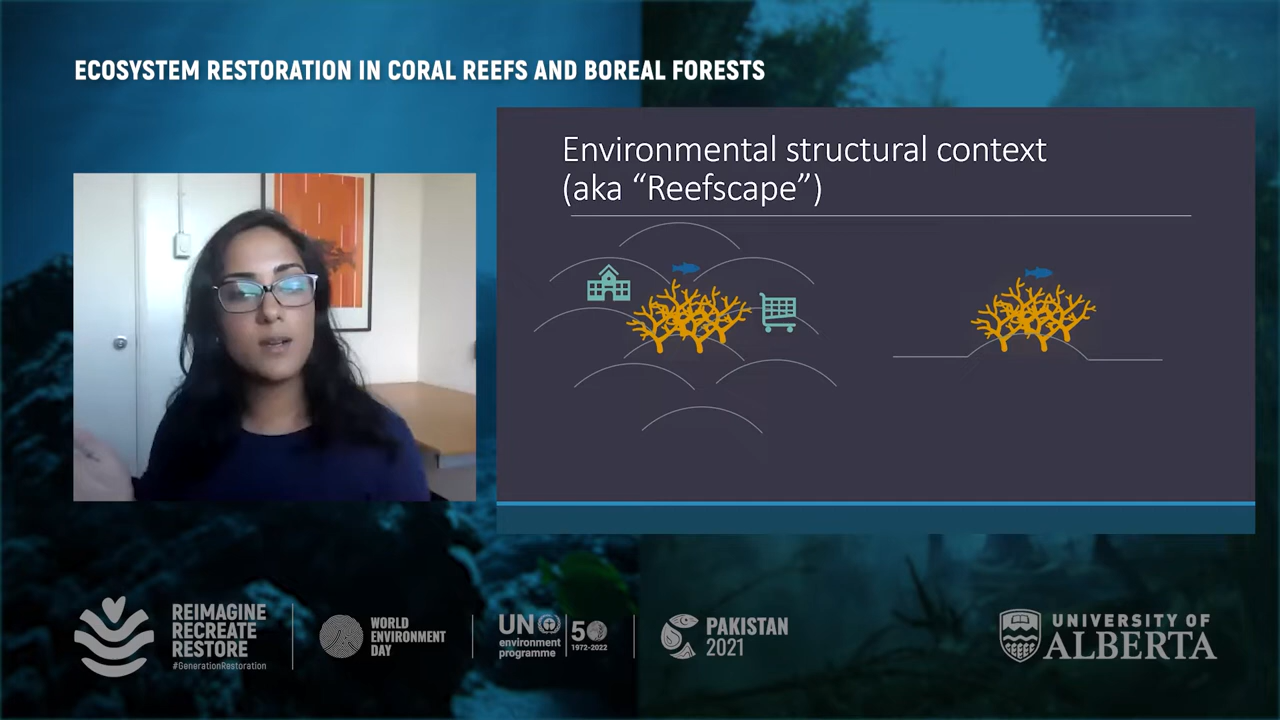 ECOSYSTEM RESTORATION IN CORAL REEFS AND BOREAL FORESTS
Environmental structural context
(aka “Reefscape”)
REIMAGINE
RECREATE
RESTORE
#GenerationRestoration
WORLD
ENVIRONMENT
DAY
UN
environment
programme
50
1972-2022
PAKISTAN
2021
UNIVERSITY OF
ALBERTA